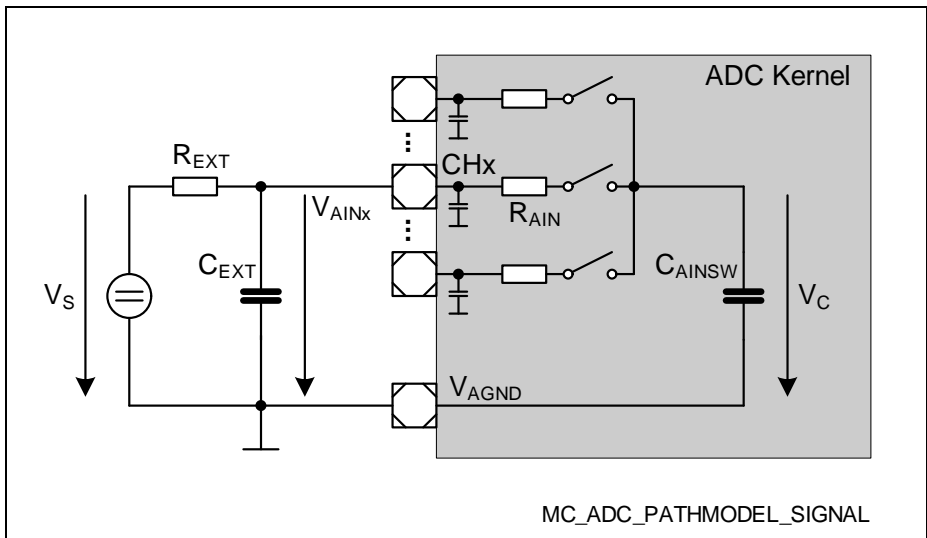 ADC Kernel
REXT
CHx
VAINx
RAIN
CEXT
CAINSW
VS
VC
VAGND
MC_ADC_PATHMODEL_SIGNAL